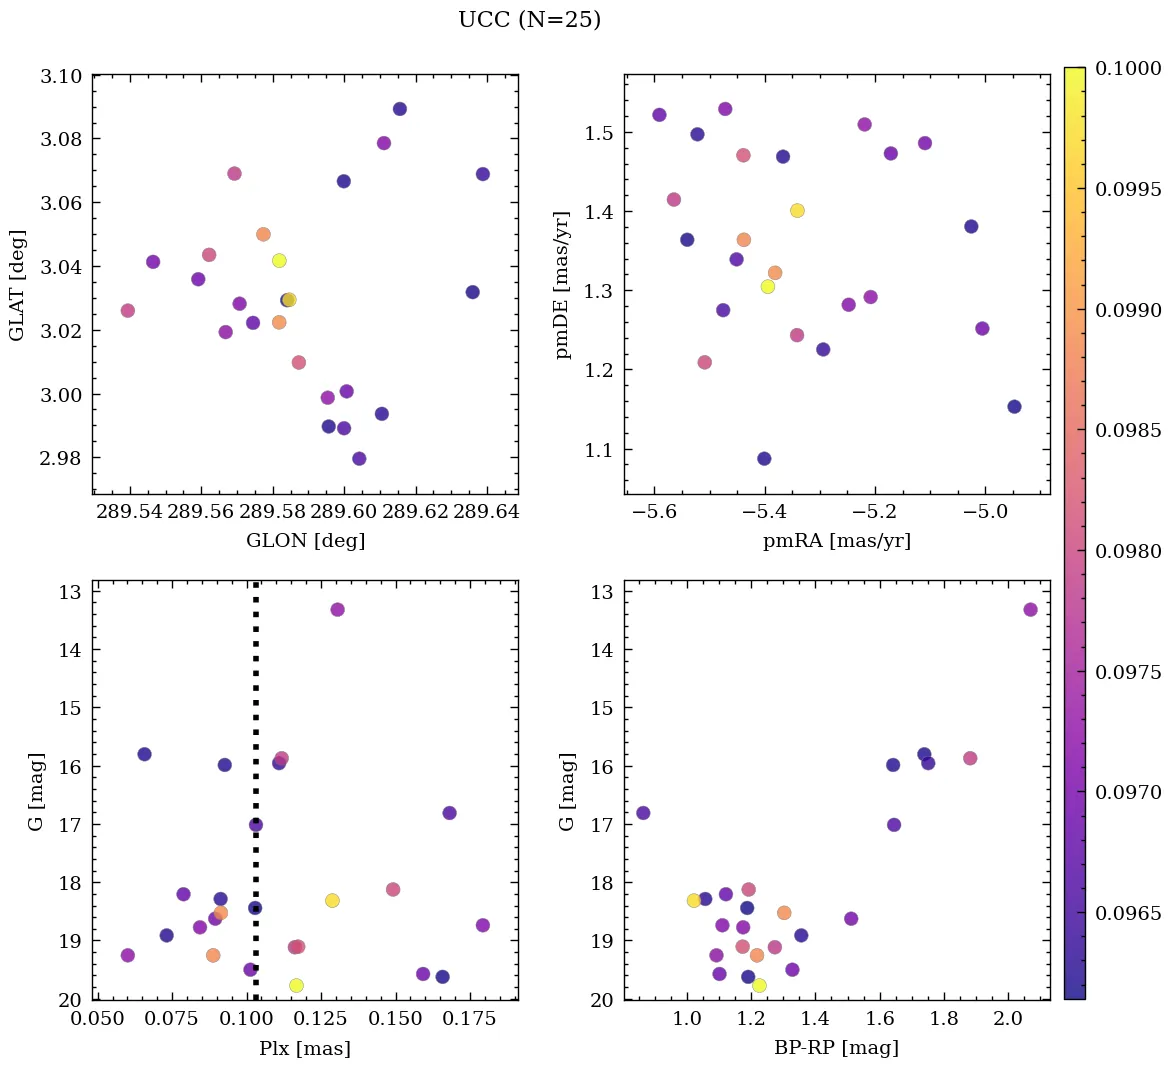 UCC (N=25)
3.10
3.08
3.06
3.04
3.02
3.00
2.98
GLAT [deg]
289.54 289.56 289.58 289.60 289.62 289.64
GLON [deg]
1.5
1.4
1.3
1.2
1.1
pmDE [mas/yr]
−5.6 −5.4 −5.2 −5.0
pmRA [mas/yr]
13
14
15
16
17
18
19
20
G [mag]
0.050 0.075 0.100 0.125 0.150 0.175
Plx [mas]
13
14
15
16
17
18
19
20
G [mag]
1.0 1.2 1.4 1.6 1.8 2.0
BP-RP [mag]
0.1000
0.0995
0.0990
0.0985
0.0980
0.0975
0.0970
0.0965